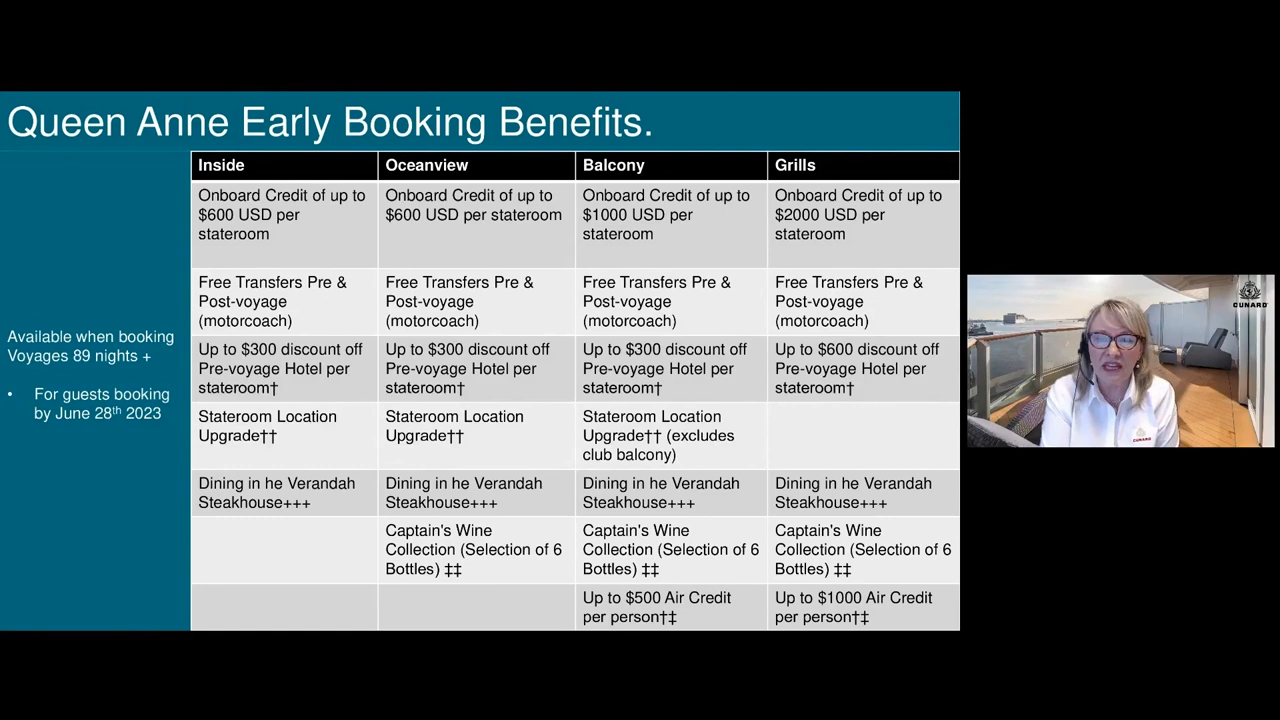 Queen Anne Early Booking Benefits.
Available when booking
Voyages 89 nights +
• For guests booking
by June 28th 2023
Inside
Oceanview
Balcony
Grills
Onboard Credit of up to
$600 USD per
stateroom
Onboard Credit of up to
$600 USD per stateroom
Onboard Credit of up to
$1000 USD per
stateroom
Onboard Credit of up to
$2000 USD per
stateroom
Free Transfers Pre &
Post-voyage
(motorcoach)
Free Transfers Pre &
Post-voyage
(motorcoach)
Free Transfers Pre &
Post-voyage
(motorcoach)
Free Transfers Pre &
Post-voyage
(motorcoach)
Up to $300 discount off
Pre-voyage Hotel per
stateroom†
Up to $300 discount off
Pre-voyage Hotel per
stateroom†
Up to $300 discount off
Pre-voyage Hotel per
stateroom†
Up to $600 discount off
Pre-voyage Hotel per
stateroom†
Stateroom Location
Upgrade††
Stateroom Location
Upgrade††
Stateroom Location
Upgrade†† (excludes
club balcony)
Dining in he Verandah
Steakhouse+++
Dining in he Verandah
Steakhouse+++
Dining in he Verandah
Steakhouse+++
Dining in he Verandah
Steakhouse+++
Captain's Wine
Collection (Selection of 6
Bottles) ‡‡
Captain's Wine
Collection (Selection of 6
Bottles) ‡‡
Captain's Wine
Collection (Selection of 6
Bottles) ‡‡
Up to $500 Air Credit
per person†‡
Up to $1000 Air Credit
per person†‡
CUNARD
CUNARD